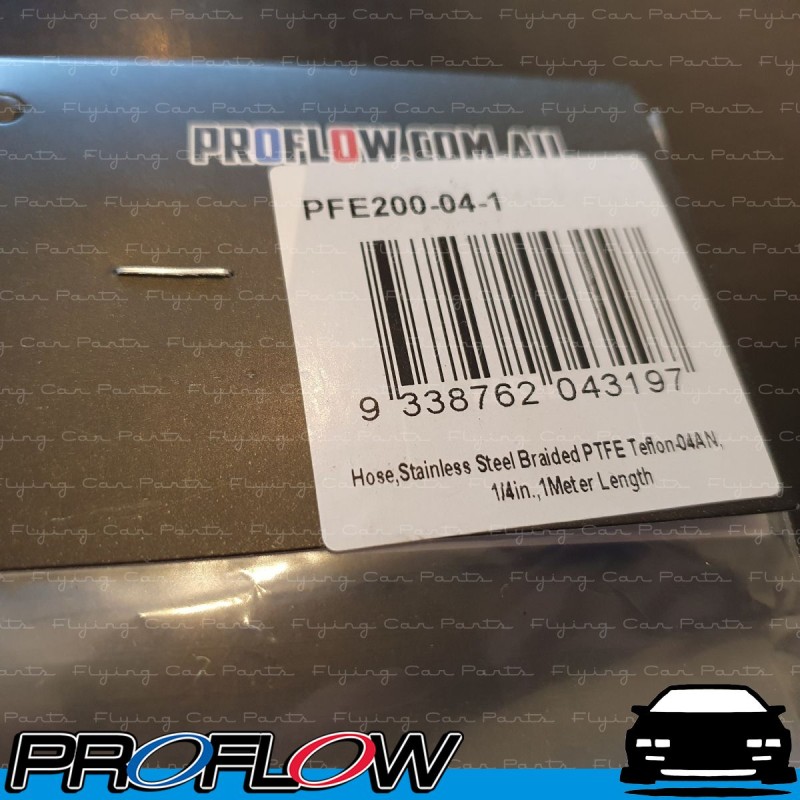 PROFLOW.COM.AU
PFE200-04-1
9 338762 043197
Hose,Stainless Steel Braided PTFE Teflon-04AN,
1/4in.,1Meter Length
PROFLOW
Flying Car Parts